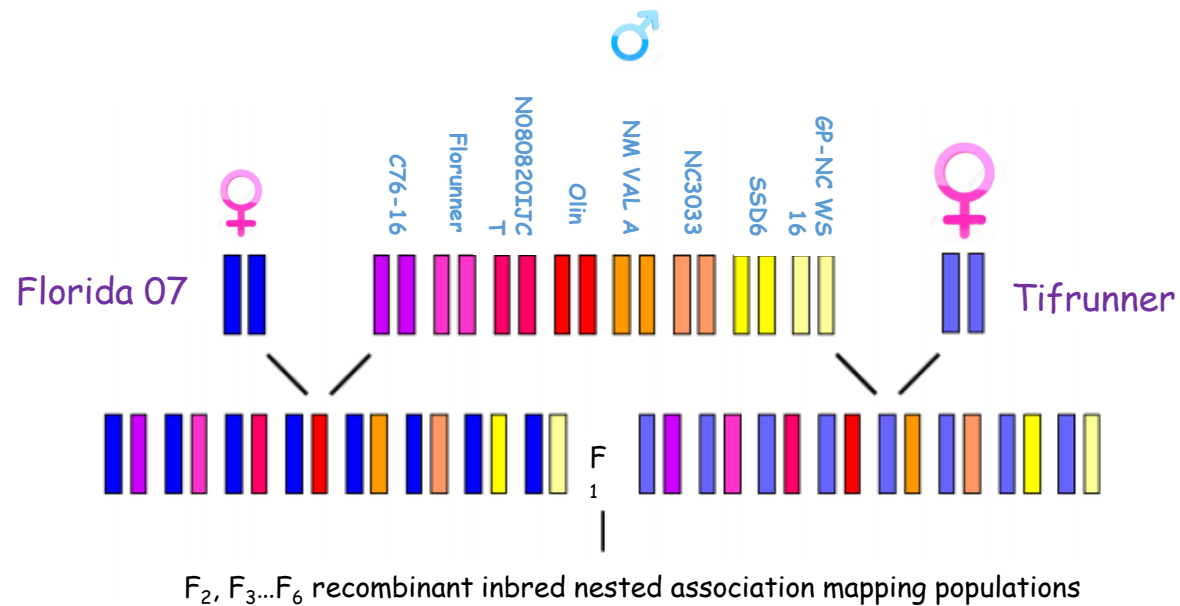 C76-16
Florunner
N08082OIJC
T
Olin
NM VAL A
NC3033
SSD6
GP-NC WS
16
Florida 07
Tifrunner
F
1
F₂, F₃...F₆ recombinant inbred nested association mapping populations